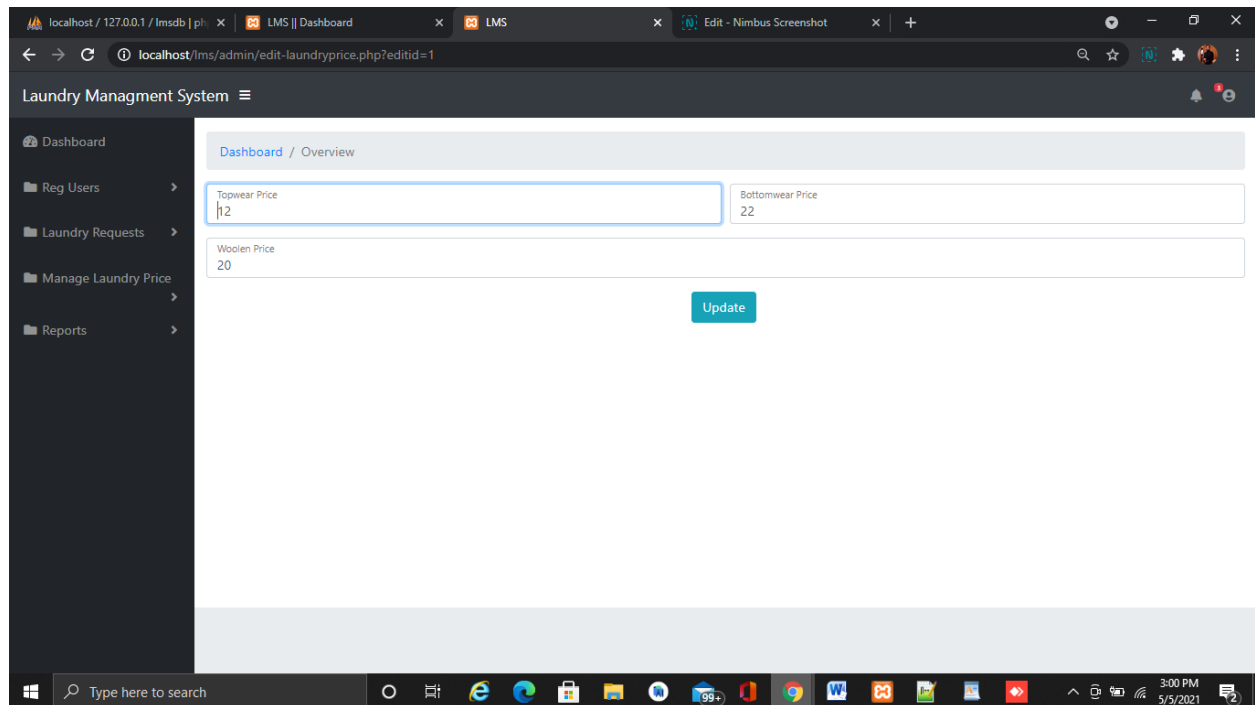 localhost / 127.0.0.1 / lmsdb | ph
LMS || Dashboard
LMS
Edit - Nimbus Screenshot
localhost/lms/admin/edit-laundryprice.php?editid=1
Laundry Managment System
Dashboard
Reg Users
Laundry Requests
Manage Laundry Price
Reports
Dashboard / Overview
Topwear Price
12
Bottomwear Price
22
Woolen Price
20
Update
Type here to search
99+
3:00 PM
5/5/2021
2